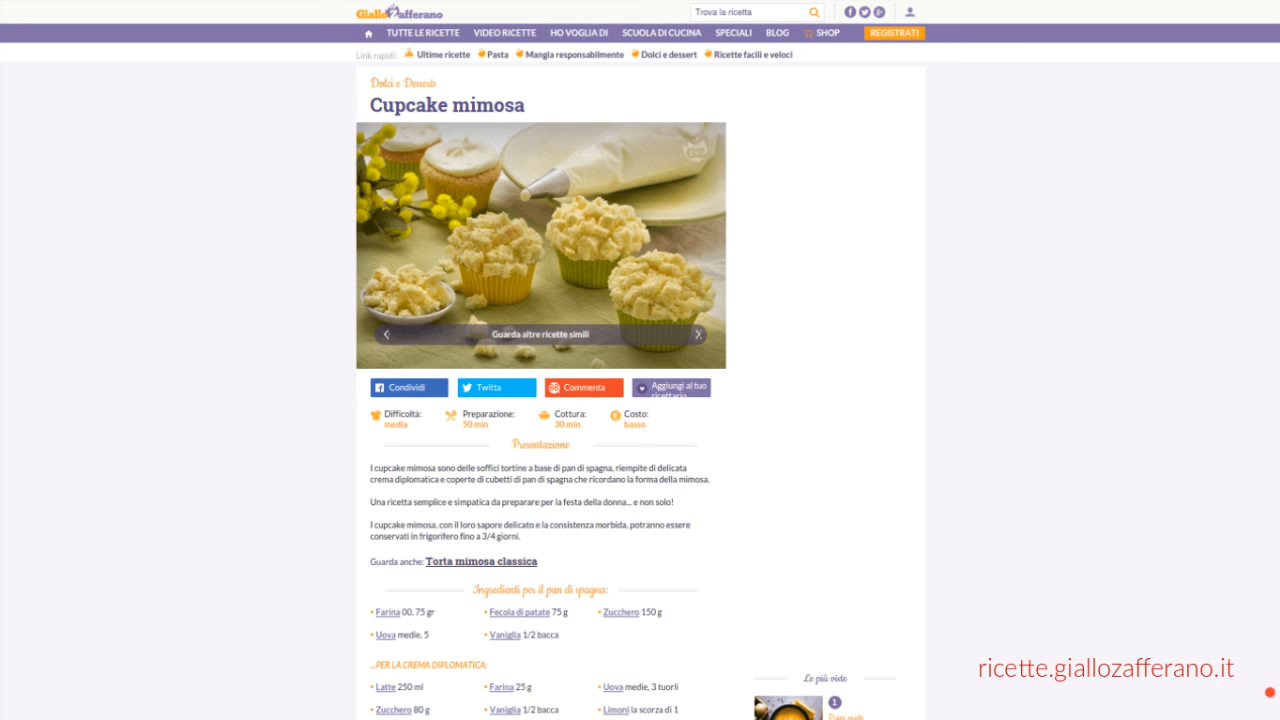 Giallo Zafferano
Trova la ricetta
TUTTE LE RICETTE VIDEO RICETTE HO VOGLIA DI SCUOLA DI CUCINA SPECIALI BLOG SHOP REGISTRATI
Link rapidi: Ultime ricette Pasta Mangia responsabilmente Dolci e dessert Ricette facili e veloci
Dolci e Desserts
Cupcake mimosa
GZ
Guarda altre ricette simili
Condividi Twitta Commenta Aggiungi al tuo
ricettario
Difficoltà: Preparazione: Cottura: Costo:
media 50 min 30 min basso
Presentazione
I cupcake mimosa sono delle soffici tortine a base di pan di spagna, riempite di delicata
crema diplomatica e coperte di cubetti di pan di spagna che ricordano la forma della mimosa.
Una ricetta semplice e simpatica da preparare per la festa della donna... e non solo!
I cupcake mimosa, con il loro sapore delicato e la consistenza morbida, potranno essere
conservati in frigorifero fino a 3/4 giorni.
Guarda anche: Torta mimosa classica
Ingredienti per il pan di spagna:
• Farina 00, 75 gr • Fecola di patate 75 g • Zucchero 150 g
• Uova medie, 5 • Vaniglia 1/2 bacca
...PER LA CREMA DIPLOMATICA:
• Latte 250 ml • Farina 25 g • Uova medie, 3 tuorli
• Zucchero 80 g • Vaniglia 1/2 bacca • Limoni la scorza di 1
Le più viste
1
Primi piatti
ricette.giallozafferano.it